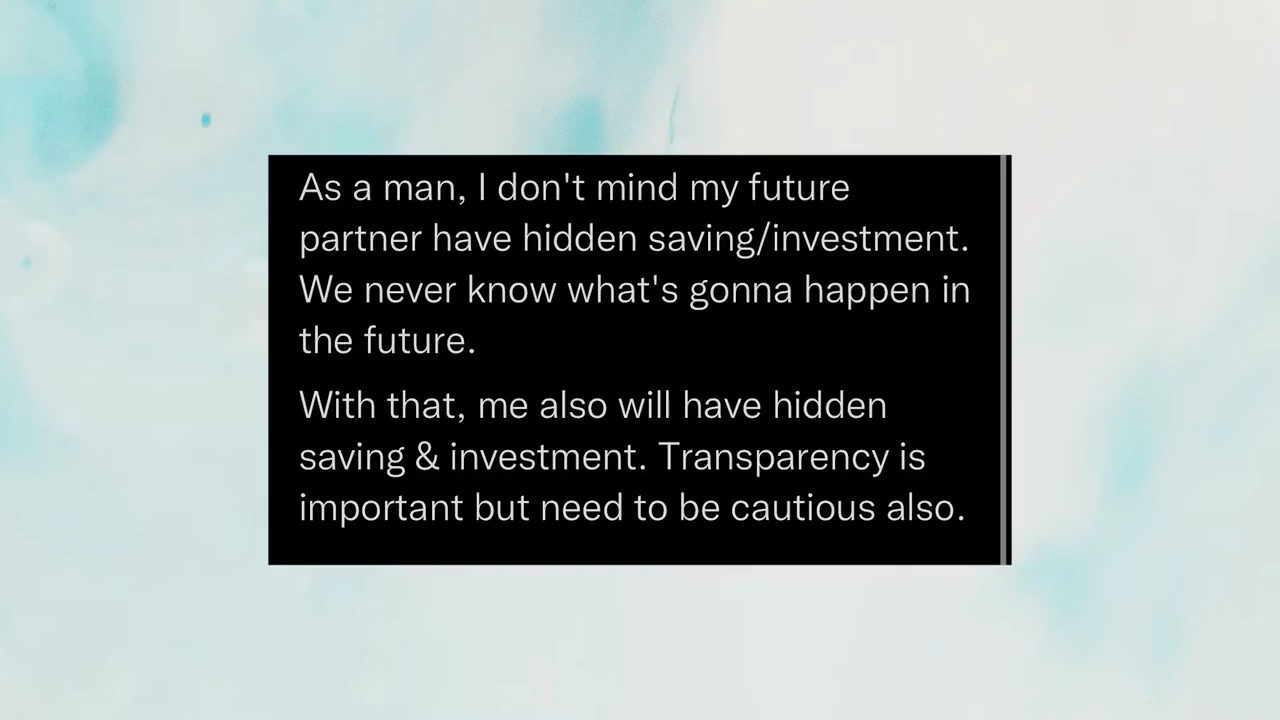 As a man, I don't mind my future
partner have hidden saving/investment.
We never know what's gonna happen in
the future.
With that, me also will have hidden
saving & investment. Transparency is
important but need to be cautious also.